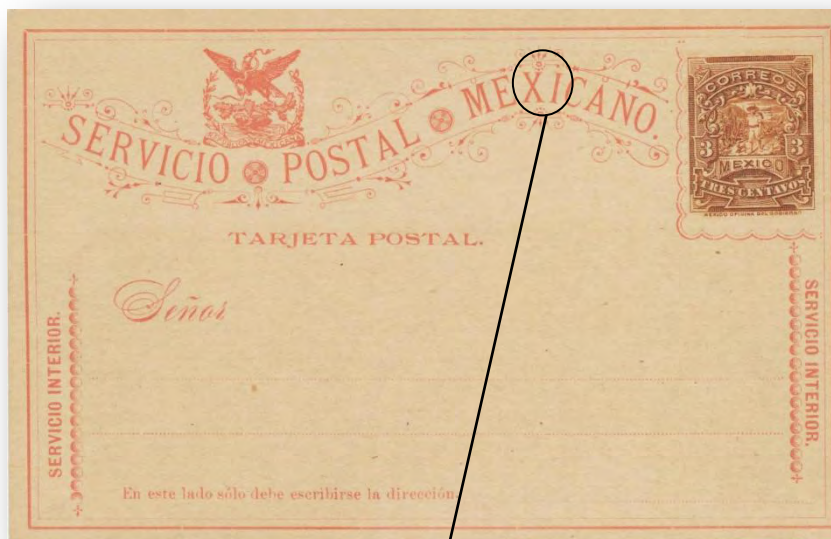 SERVICIO POSTAL MEXICANO.
CORREOS
3 3
MEXICO
TRES CENTAVOS
TARJETA POSTAL.
Señor
SERVICIO INTERIOR.
SERVICIO INTERIOR.
En este lado sólo debe escribirse la dirección.